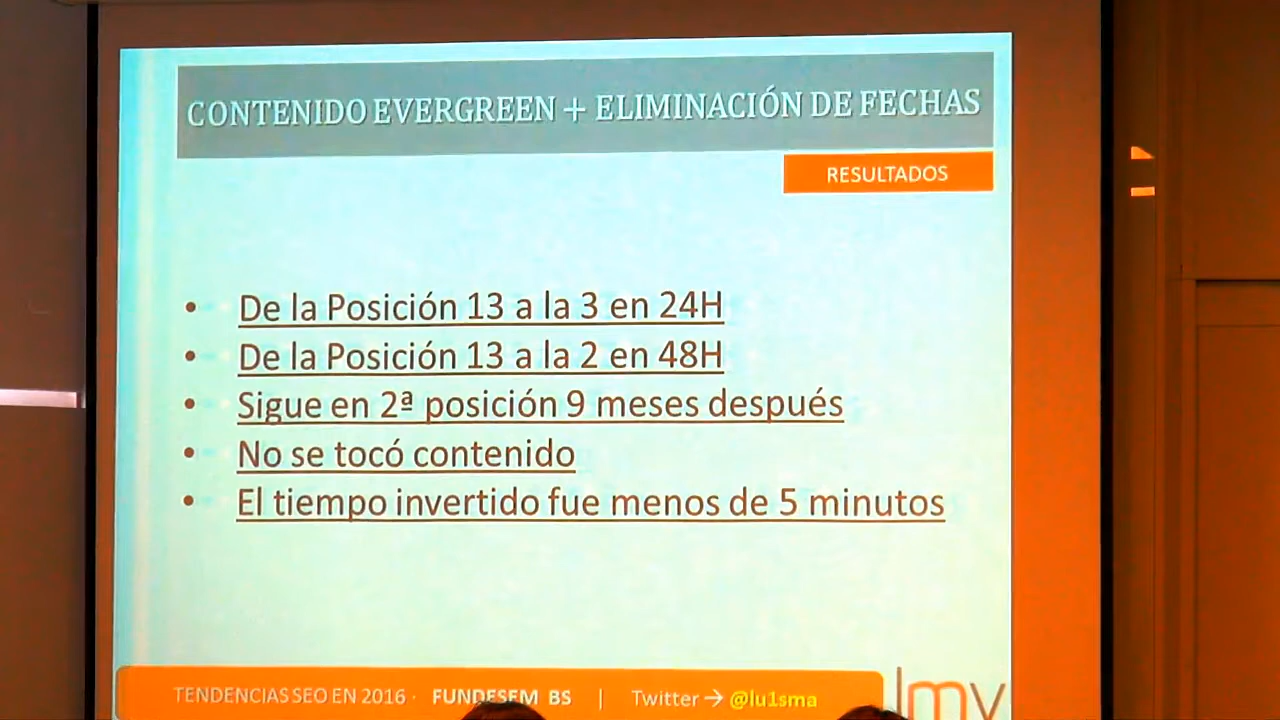 CONTENIDO EVERGREEN + ELIMINACIÓN DE FECHAS
RESULTADOS
• De la Posición 13 a la 3 en 24H
• De la Posición 13 a la 2 en 48H
• Sigue en 2ª posición 9 meses después
• No se tocó contenido
• El tiempo invertido fue menos de 5 minutos
TENDENCIAS SEO EN 2016 · FUNDESEM BS | Twitter → @lu1sma
lmv